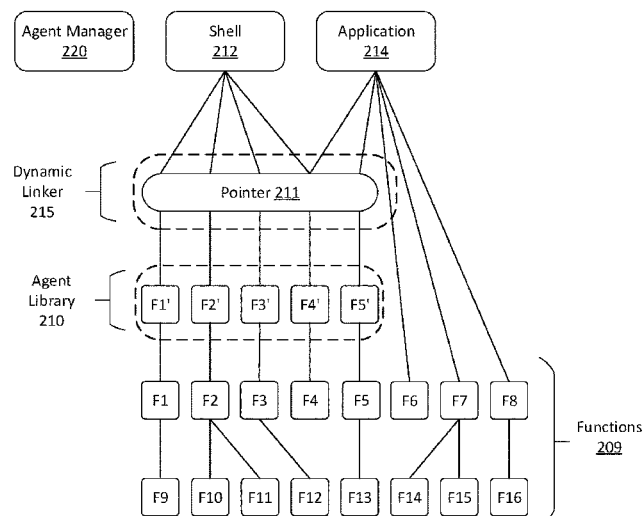 Agent Manager
220
Shell
212
Application
214
Dynamic
Linker
215
Pointer 211
Agent
Library
210
F1' F2' F3' F4' F5'
F1 F2 F3 F4 F5 F6 F7 F8
Functions
209
F9 F10 F11 F12 F13 F14 F15 F16